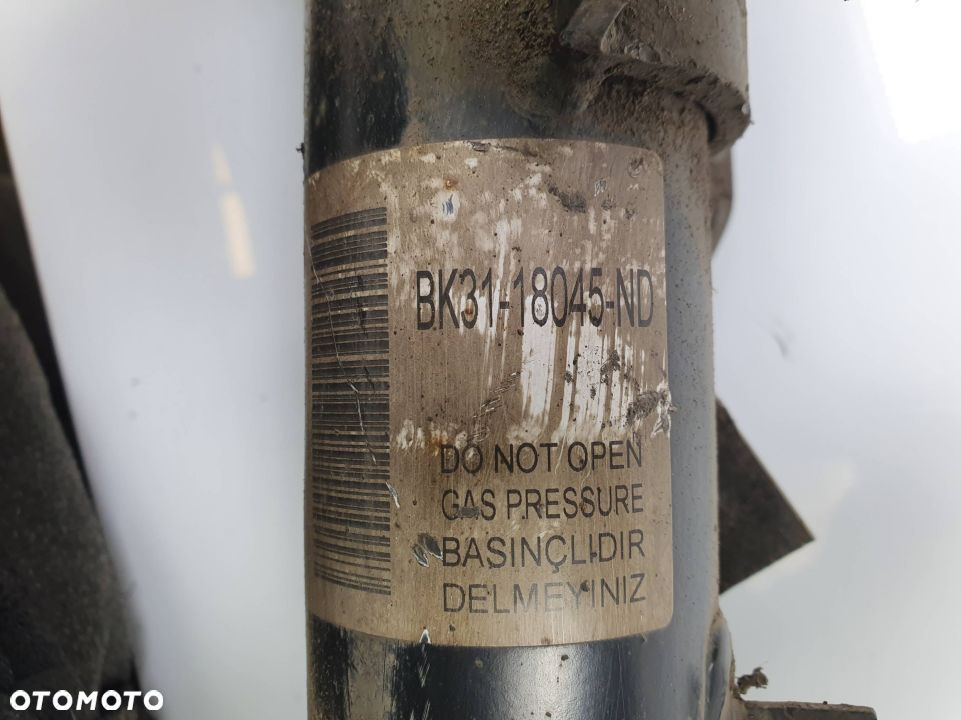 BK31-18045-ND
DO NOT OPEN
GAS PRESSURE
BASINÇLIDIR
DELMEYINIZ
OTOMOTO